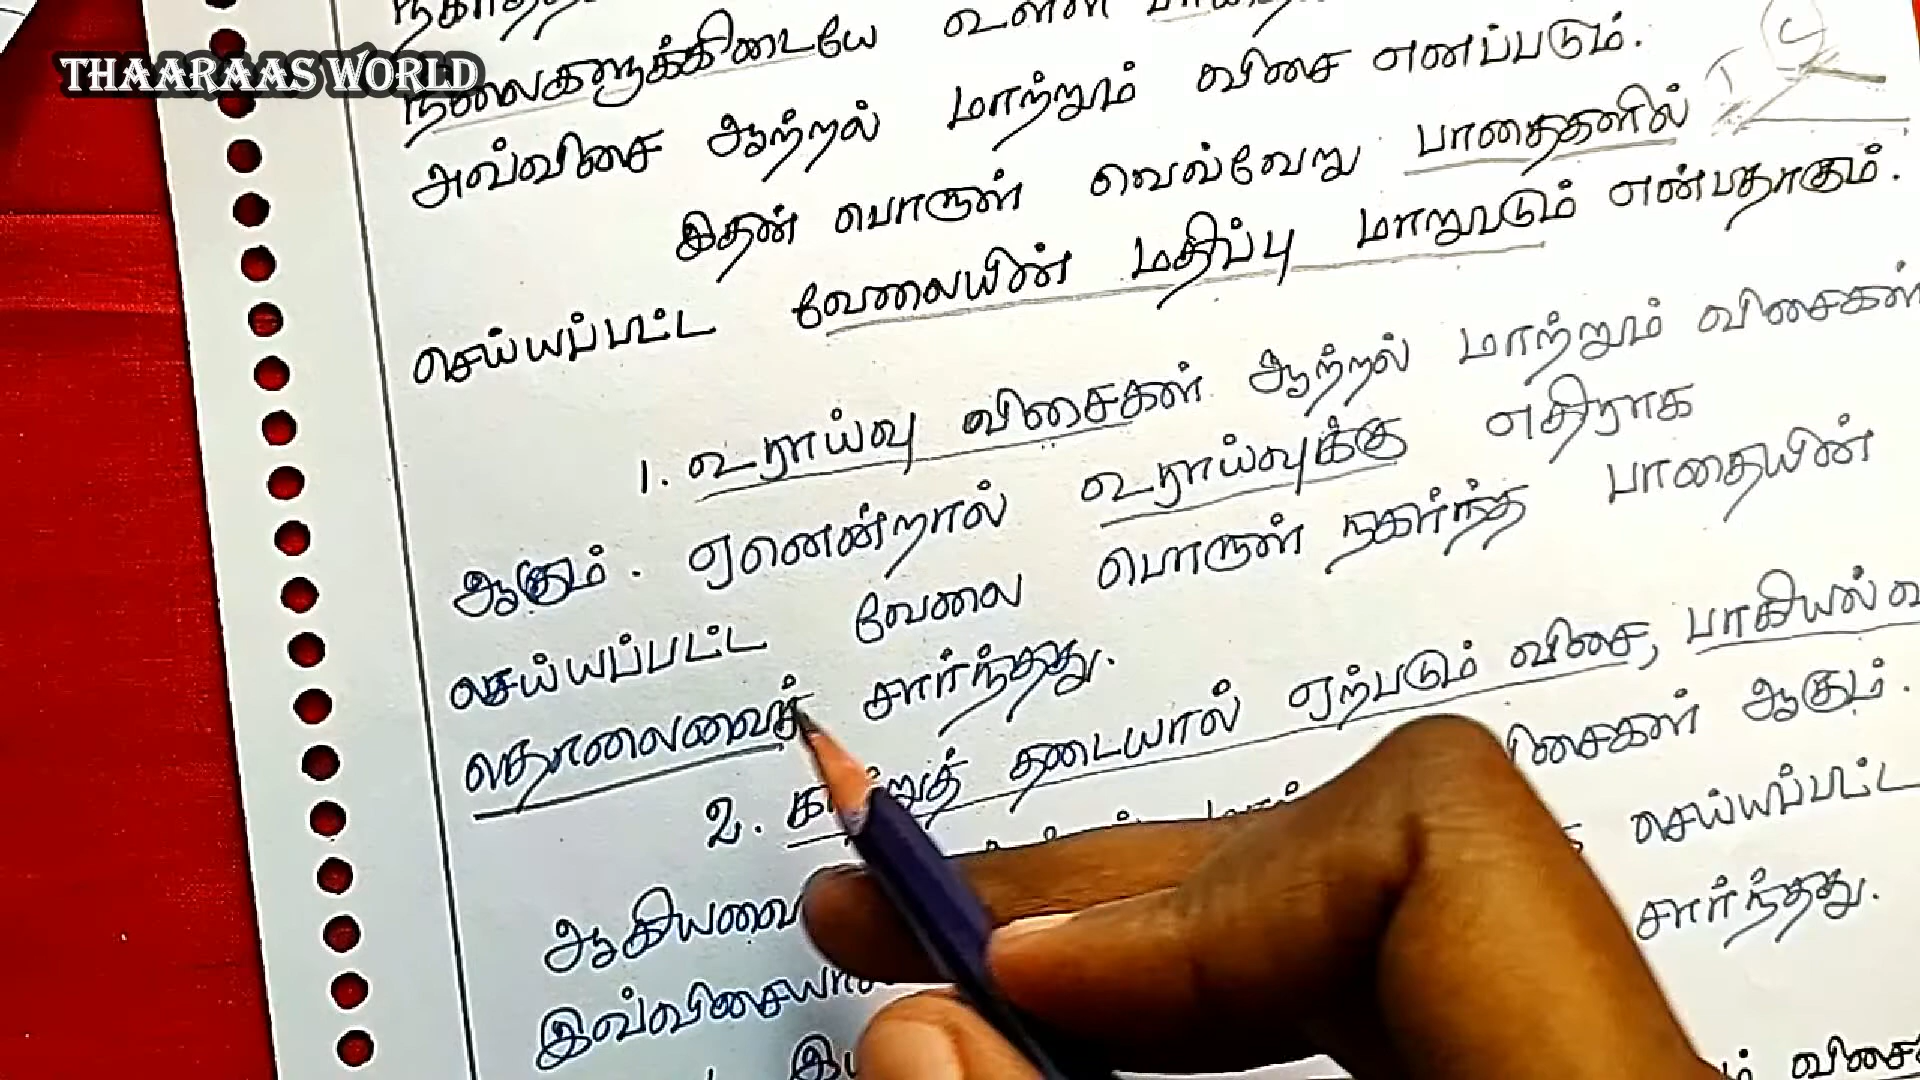 THAARAAS WORLD
நிலைகளுக்கிடையே உள்ள
அவ்விசை ஆற்றல் மாற்றும் விசை எனப்படும்.
இதன் பொருள் வெவ்வேறு பாதைகளில்
செய்யப்பட்ட வேலையின் மதிப்பு மாறுபடும் என்பதாகும்.
1. உராய்வு விசைகள் ஆற்றல் மாற்றும் விசைகள்
ஆகும். ஏனென்றால் உராய்வுக்கு எதிராக
செய்யப்பட்ட வேலை பொருள் நகர்ந்த பாதையின்
தொலைவைச் சார்ந்தது.
2. காற்றுத் தடையால் ஏற்படும் விசை, பாகியல்
ஆகியவை விசைகள் ஆகும்.
செய்யப்பட்ட
சார்ந்தது.